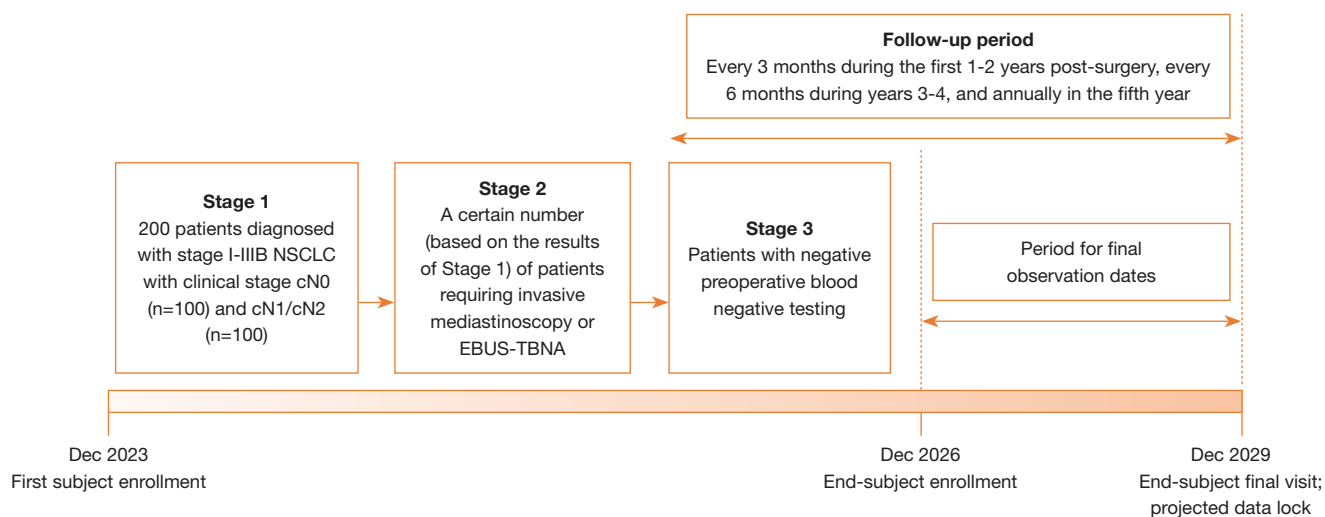 Follow-up period
Every 3 months during the first 1-2 years post-surgery, every
6 months during years 3-4, and annually in the fifth year
Stage 1
200 patients diagnosed
with stage I-IIIB NSCLC
with clinical stage cN0
(n=100) and cN1/cN2
(n=100)
Stage 2
A certain number
(based on the results
of Stage 1) of patients
requiring invasive
mediastinoscopy or
EBUS-TBNA
Stage 3
Patients with negative
preoperative blood
negative testing
Period for final
observation dates
Dec 2023
First subject enrollment
Dec 2026
End-subject enrollment
Dec 2029
End-subject final visit;
projected data lock